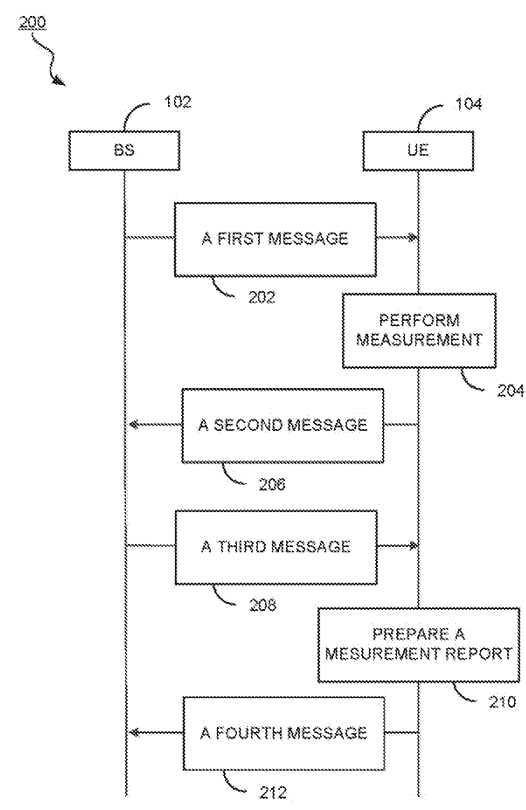 200
102
104
BS
UE
A FIRST MESSAGE
202
PERFORM
MEASUREMENT
204
A SECOND MESSAGE
206
A THIRD MESSAGE
208
PREPARE A
MESUREMENT REPORT
210
A FOURTH MESSAGE
212